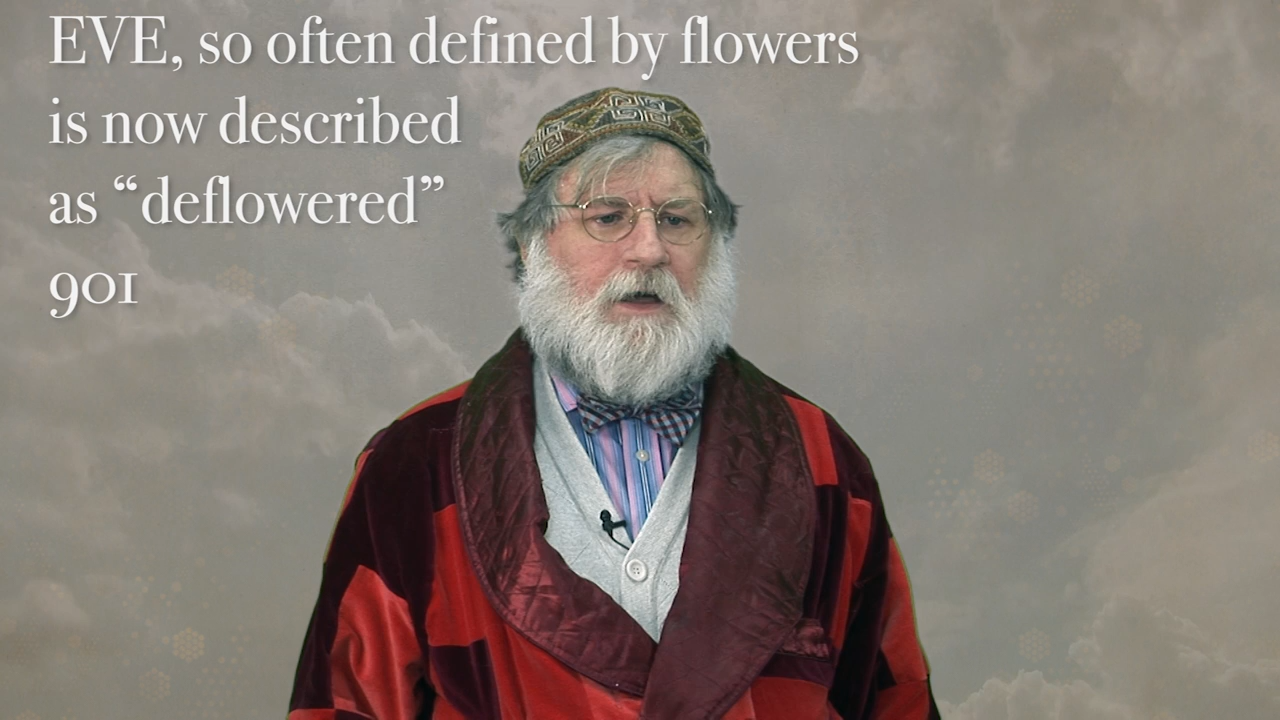 EVE, so often defined by flowers
is now described
as “deflowered”
901